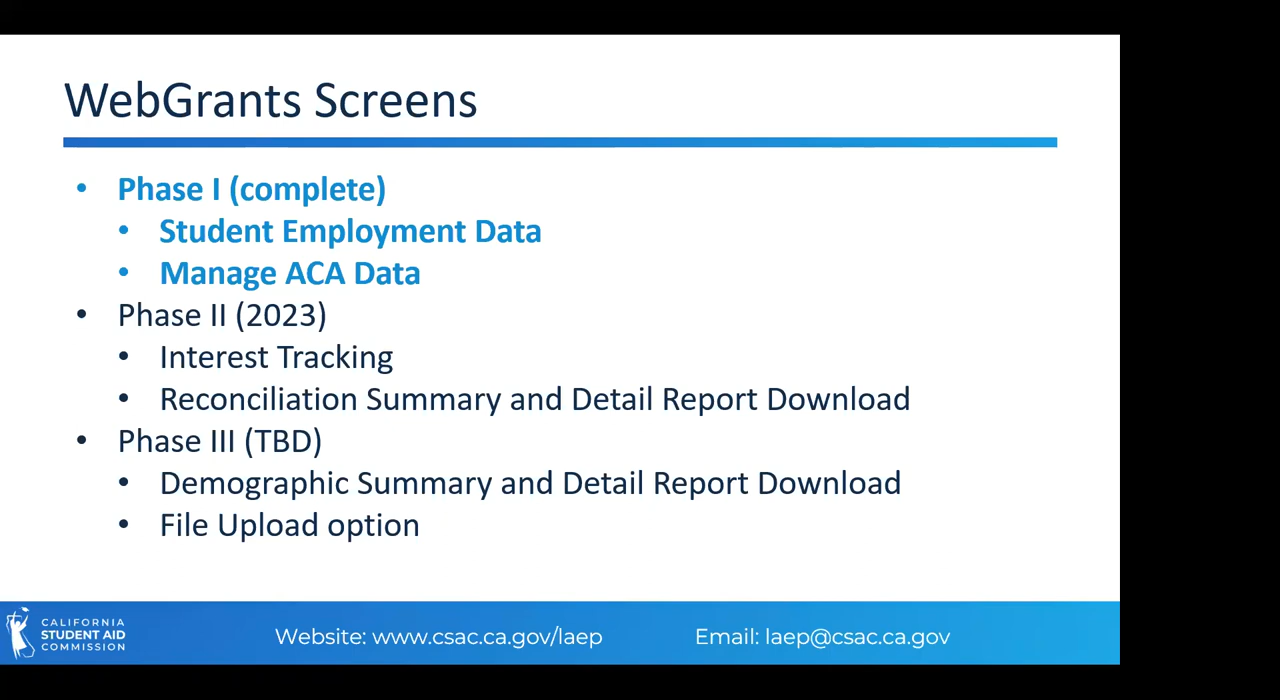 WebGrants Screens
• Phase I (complete)
• Student Employment Data
• Manage ACA Data
• Phase II (2023)
• Interest Tracking
• Reconciliation Summary and Detail Report Download
• Phase III (TBD)
• Demographic Summary and Detail Report Download
• File Upload option
CALIFORNIA
STUDENT AID
COMMISSION
Website: www.csac.ca.gov/laep
Email: laep@csac.ca.gov